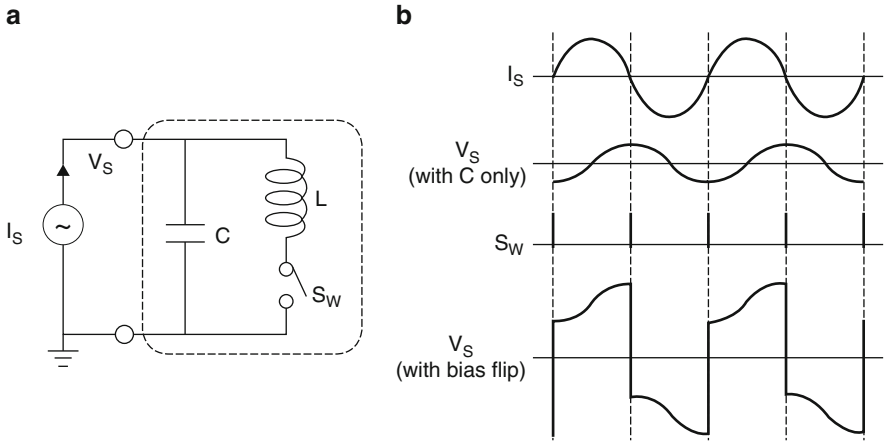 a
b
I_S
V_S
~
C
L
S_W
I_S
V_S
(with C only)
S_W
V_S
(with bias flip)